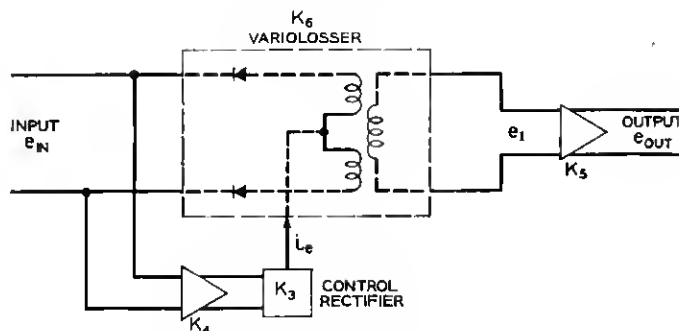 K6
VARIOLOSSER
INPUT
eIN
e1
OUTPUT
eOUT
K5
ie
K3
CONTROL
RECTIFIER
K4